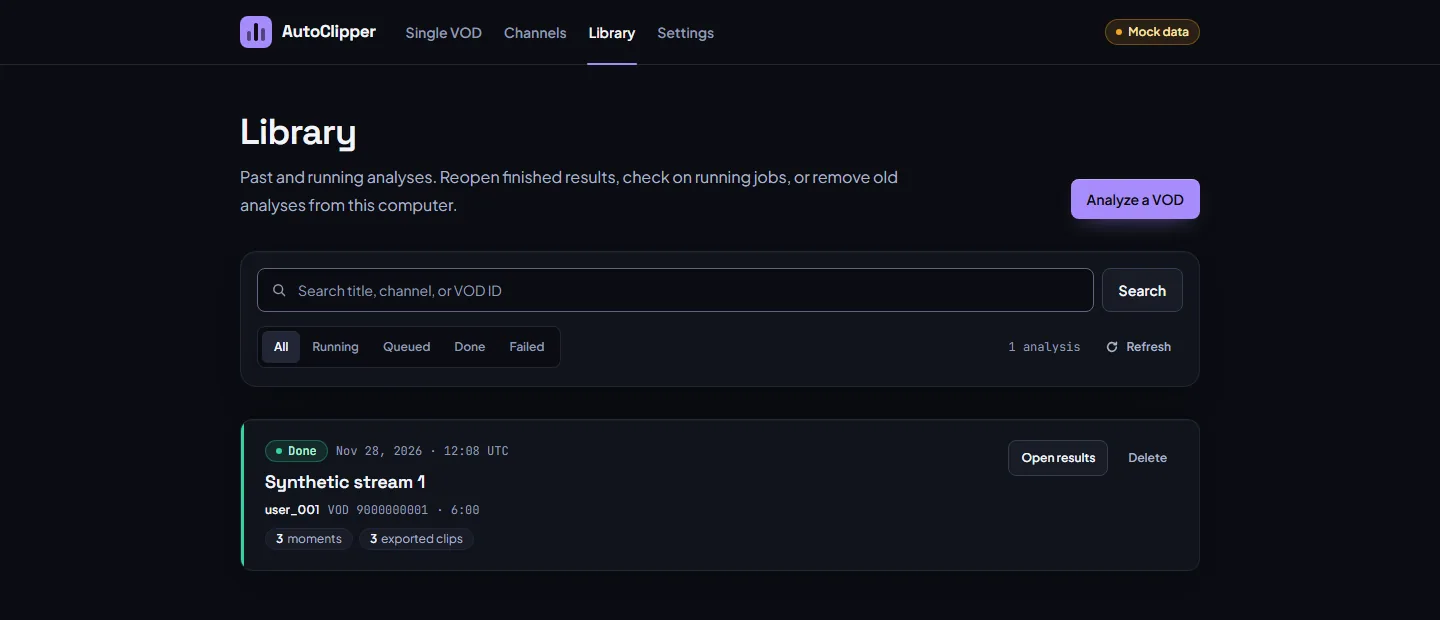 AutoClipper
Single VOD
Channels
Library
Settings
Mock data
Library
Past and running analyses. Reopen finished results, check on running jobs, or remove old
analyses from this computer.
Analyze a VOD
Search title, channel, or VOD ID
Search
All
Running
Queued
Done
Failed
1 analysis
Refresh
Done
Nov 28, 2026 · 12:08 UTC
Open results
Delete
Synthetic stream 1
user_001 VOD 9000000001 · 6:00
3 moments
3 exported clips